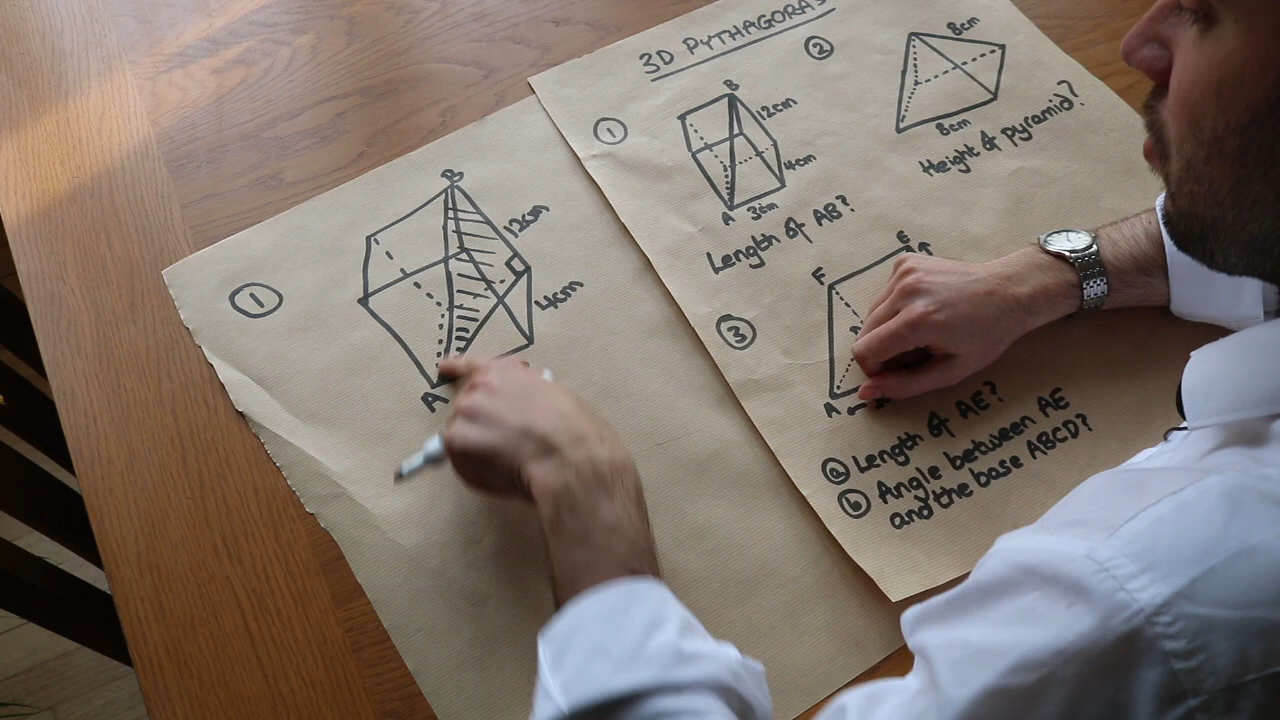 3D PYTHAGORAS
①
B
12cm
4cm
A
3cm
Length of AB?
②
8cm
8cm
Height of pyramid?
③
F
E
A
ⓐ Length of AE?
ⓑ Angle between AE
and the base ABCD?
①
B
12cm
4cm
A